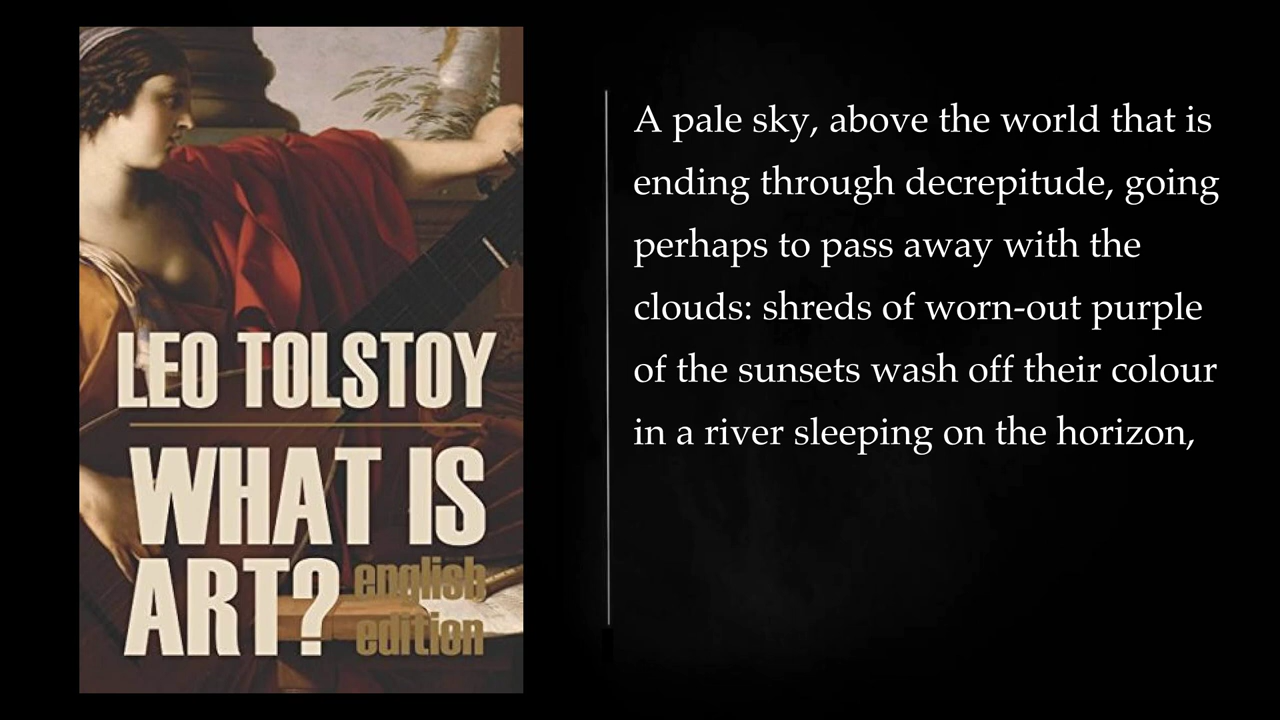 LEO TOLSTOY
WHAT IS
ART?
english
edition
A pale sky, above the world that is
ending through decrepitude, going
perhaps to pass away with the
clouds: shreds of worn-out purple
of the sunsets wash off their colour
in a river sleeping on the horizon,